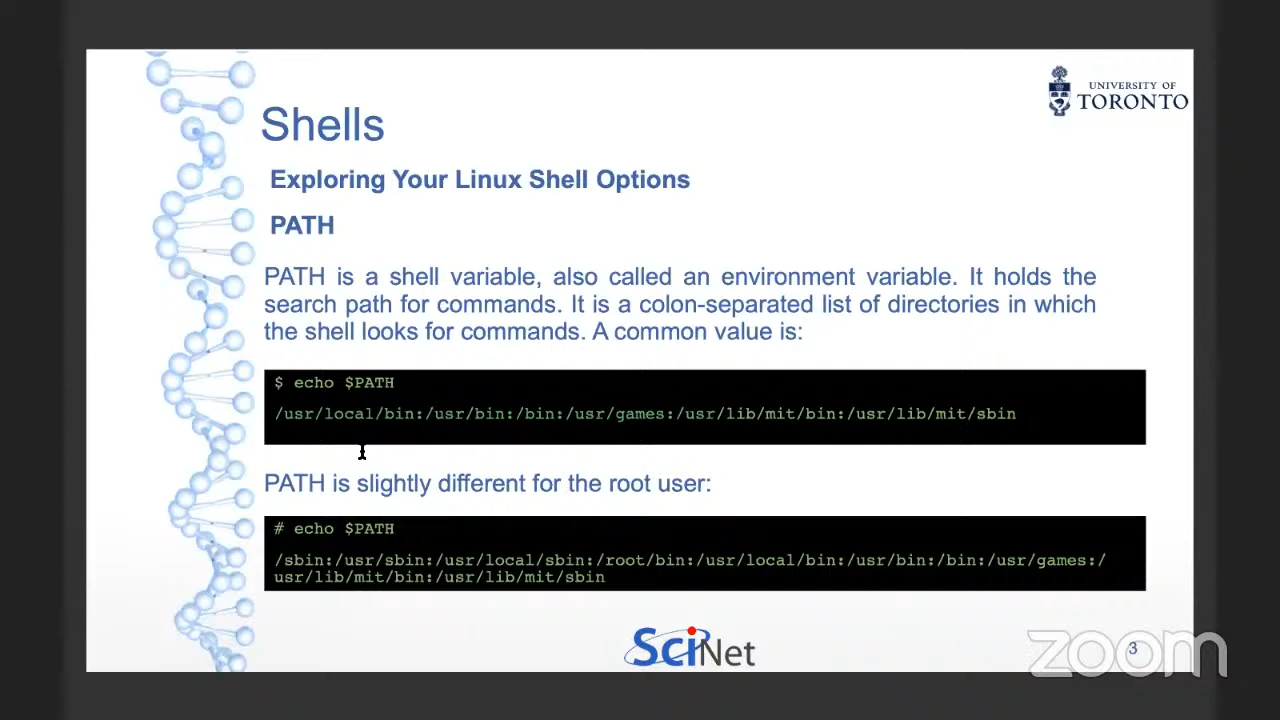 UNIVERSITY OF
TORONTO
Shells
Exploring Your Linux Shell Options
PATH
PATH is a shell variable, also called an environment variable. It holds the
search path for commands. It is a colon-separated list of directories in which
the shell looks for commands. A common value is:
$ echo $PATH
/usr/local/bin:/usr/bin:/bin:/usr/games:/usr/lib/mit/bin:/usr/lib/mit/sbin
PATH is slightly different for the root user:
# echo $PATH
/sbin:/usr/sbin:/usr/local/sbin:/root/bin:/usr/local/bin:/usr/bin:/bin:/usr/games:/
usr/lib/mit/bin:/usr/lib/mit/sbin
SciNet
zoom
3